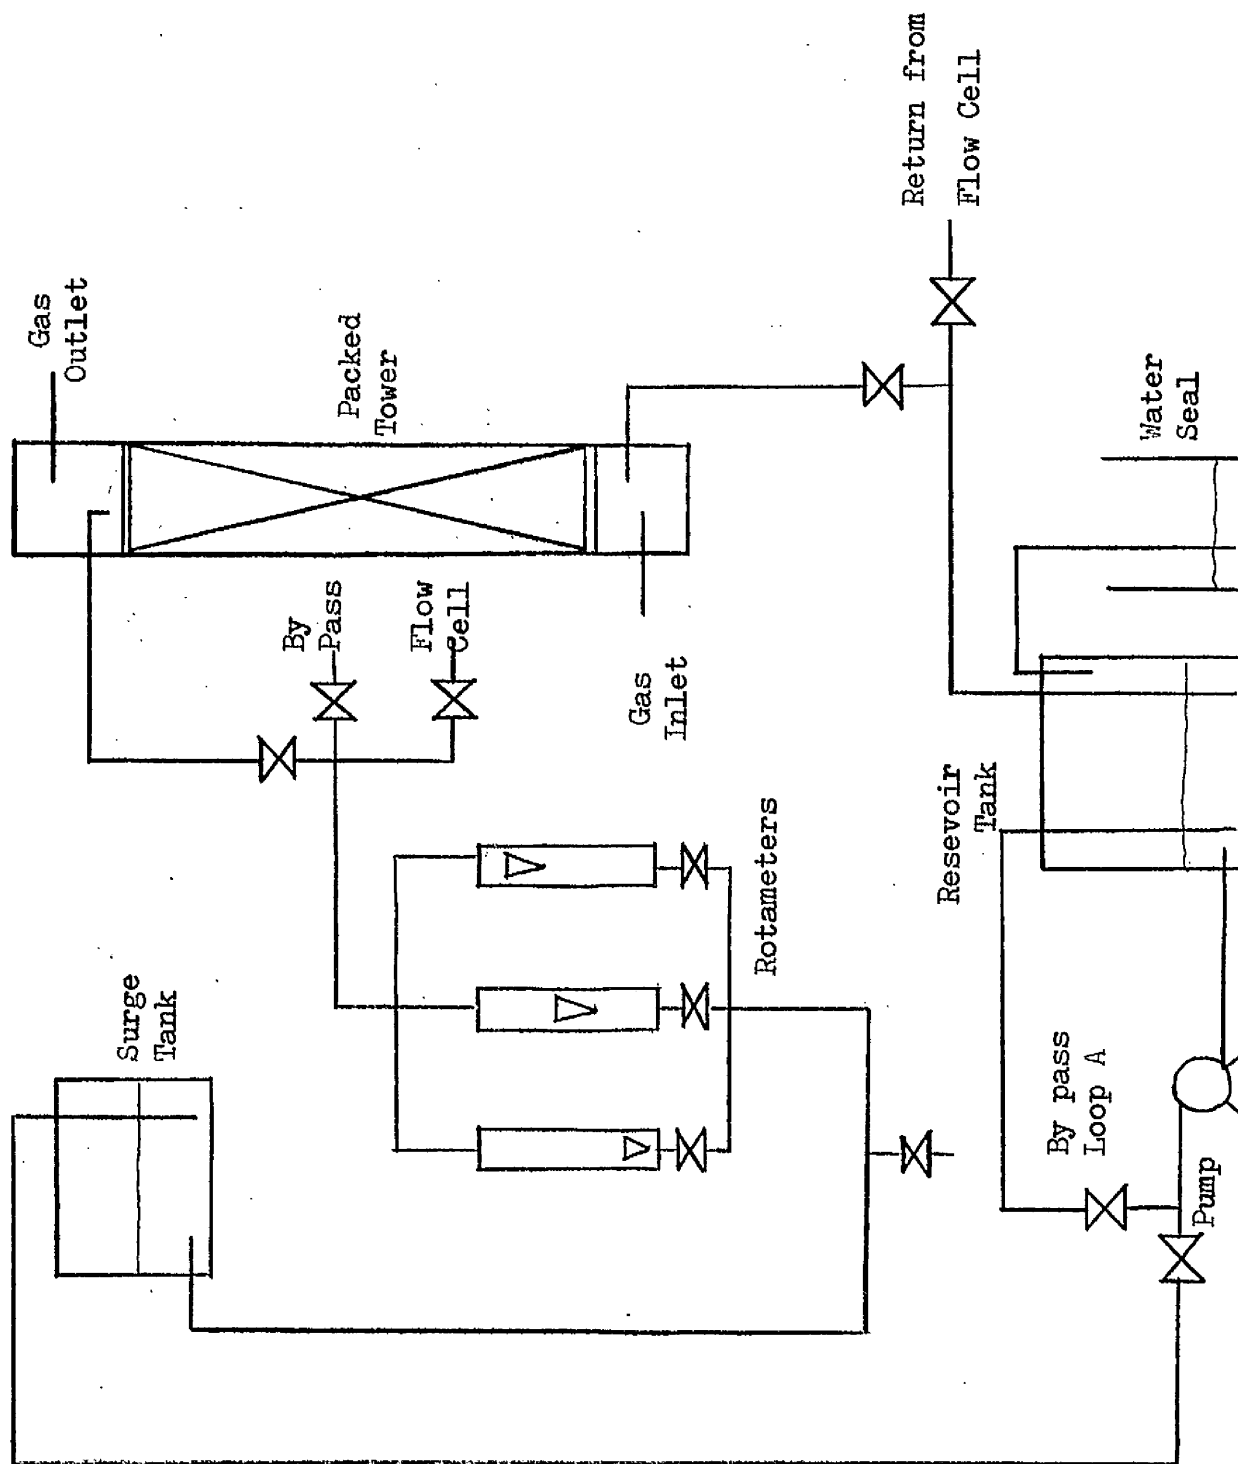 Gas
Outlet
Packed
Tower
Return from
Flow Cell
Water
Seal
By
Pass
Flow
Cell
Gas
Inlet
Resevoir
Tank
Rotameters
Surge
Tank
By pass
Loop A
Pump